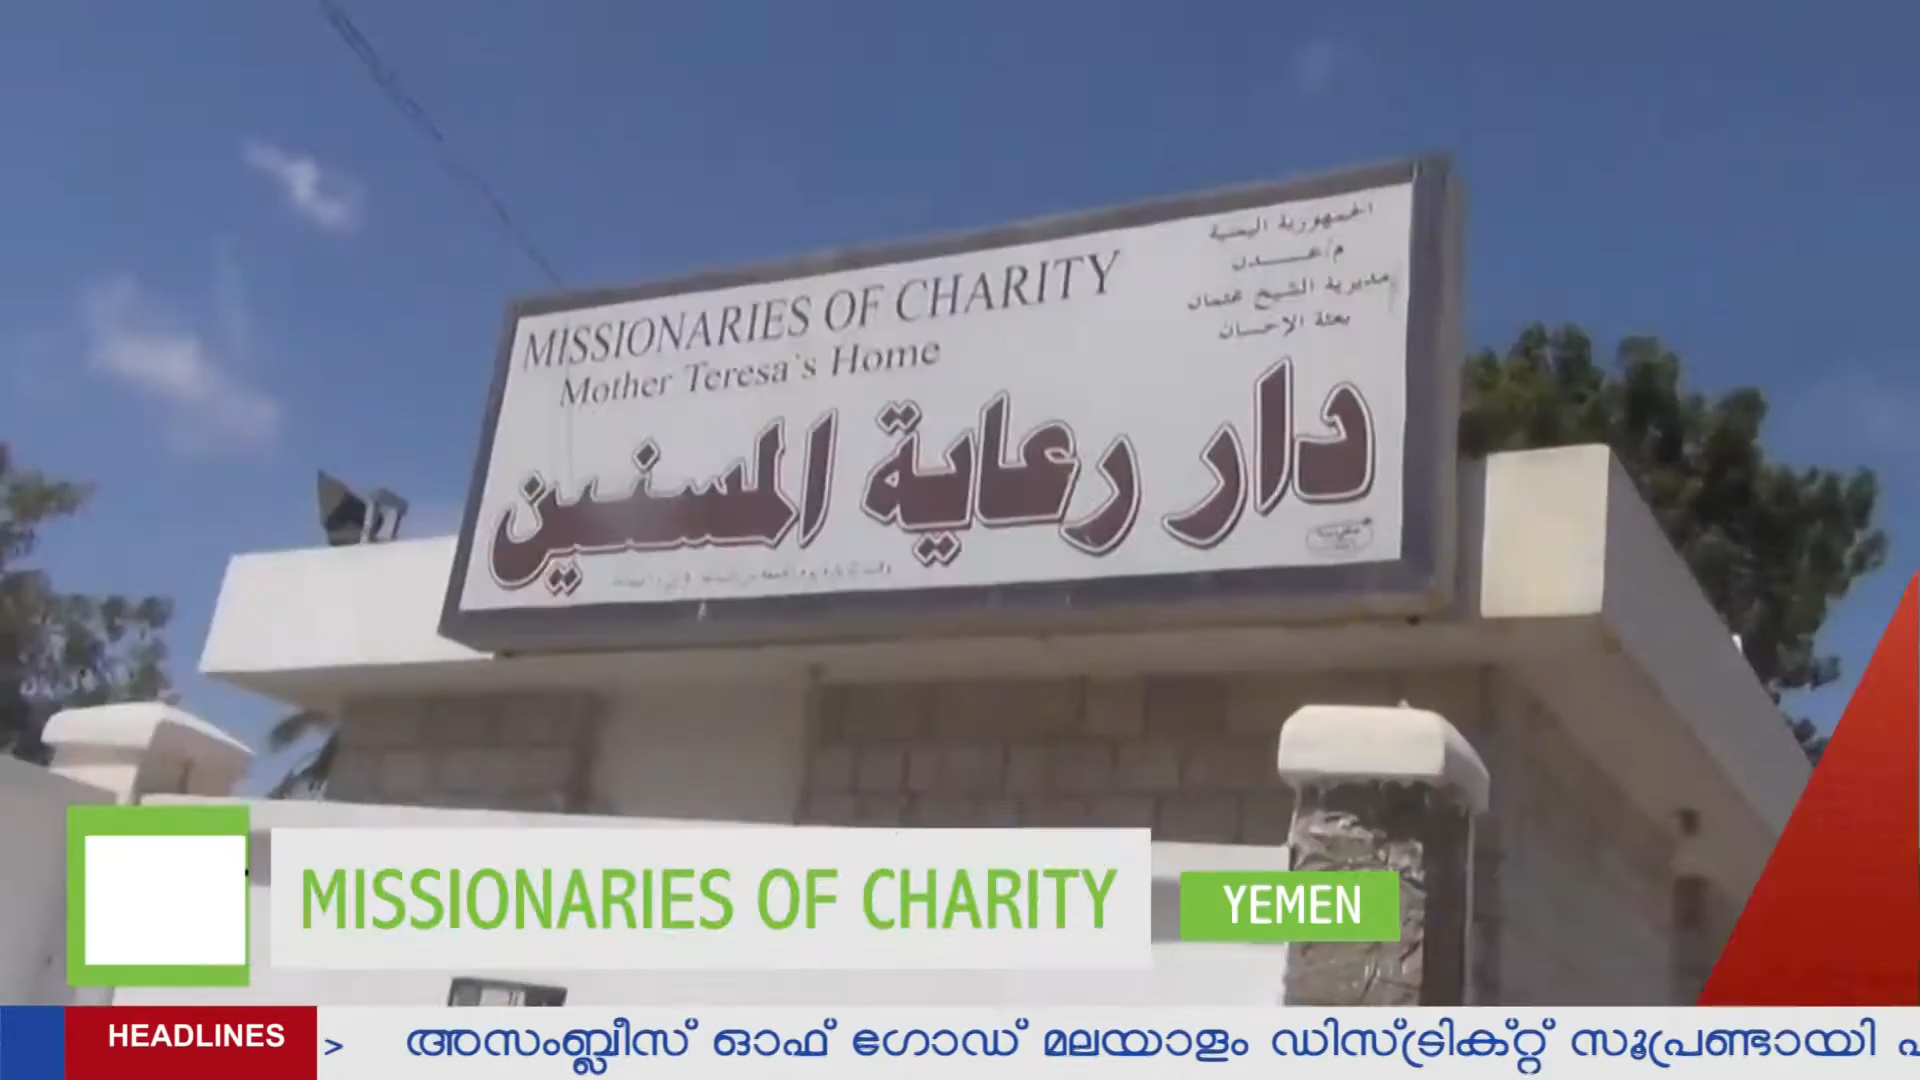 MISSIONARIES OF CHARITY
Mother Teresa's Home
الجمهورية اليمنية
م/عــدن
مديرية الشيخ عثمان
بعثة الإحسان
دار رعاية المسنين
MISSIONARIES OF CHARITY
YEMEN
HEADLINES
> അസംബ്ലീസ് ഓഫ് ഗോഡ് മലയാളം ഡിസ്ട്രിക്റ്റ് സൂപ്രണ്ടായി